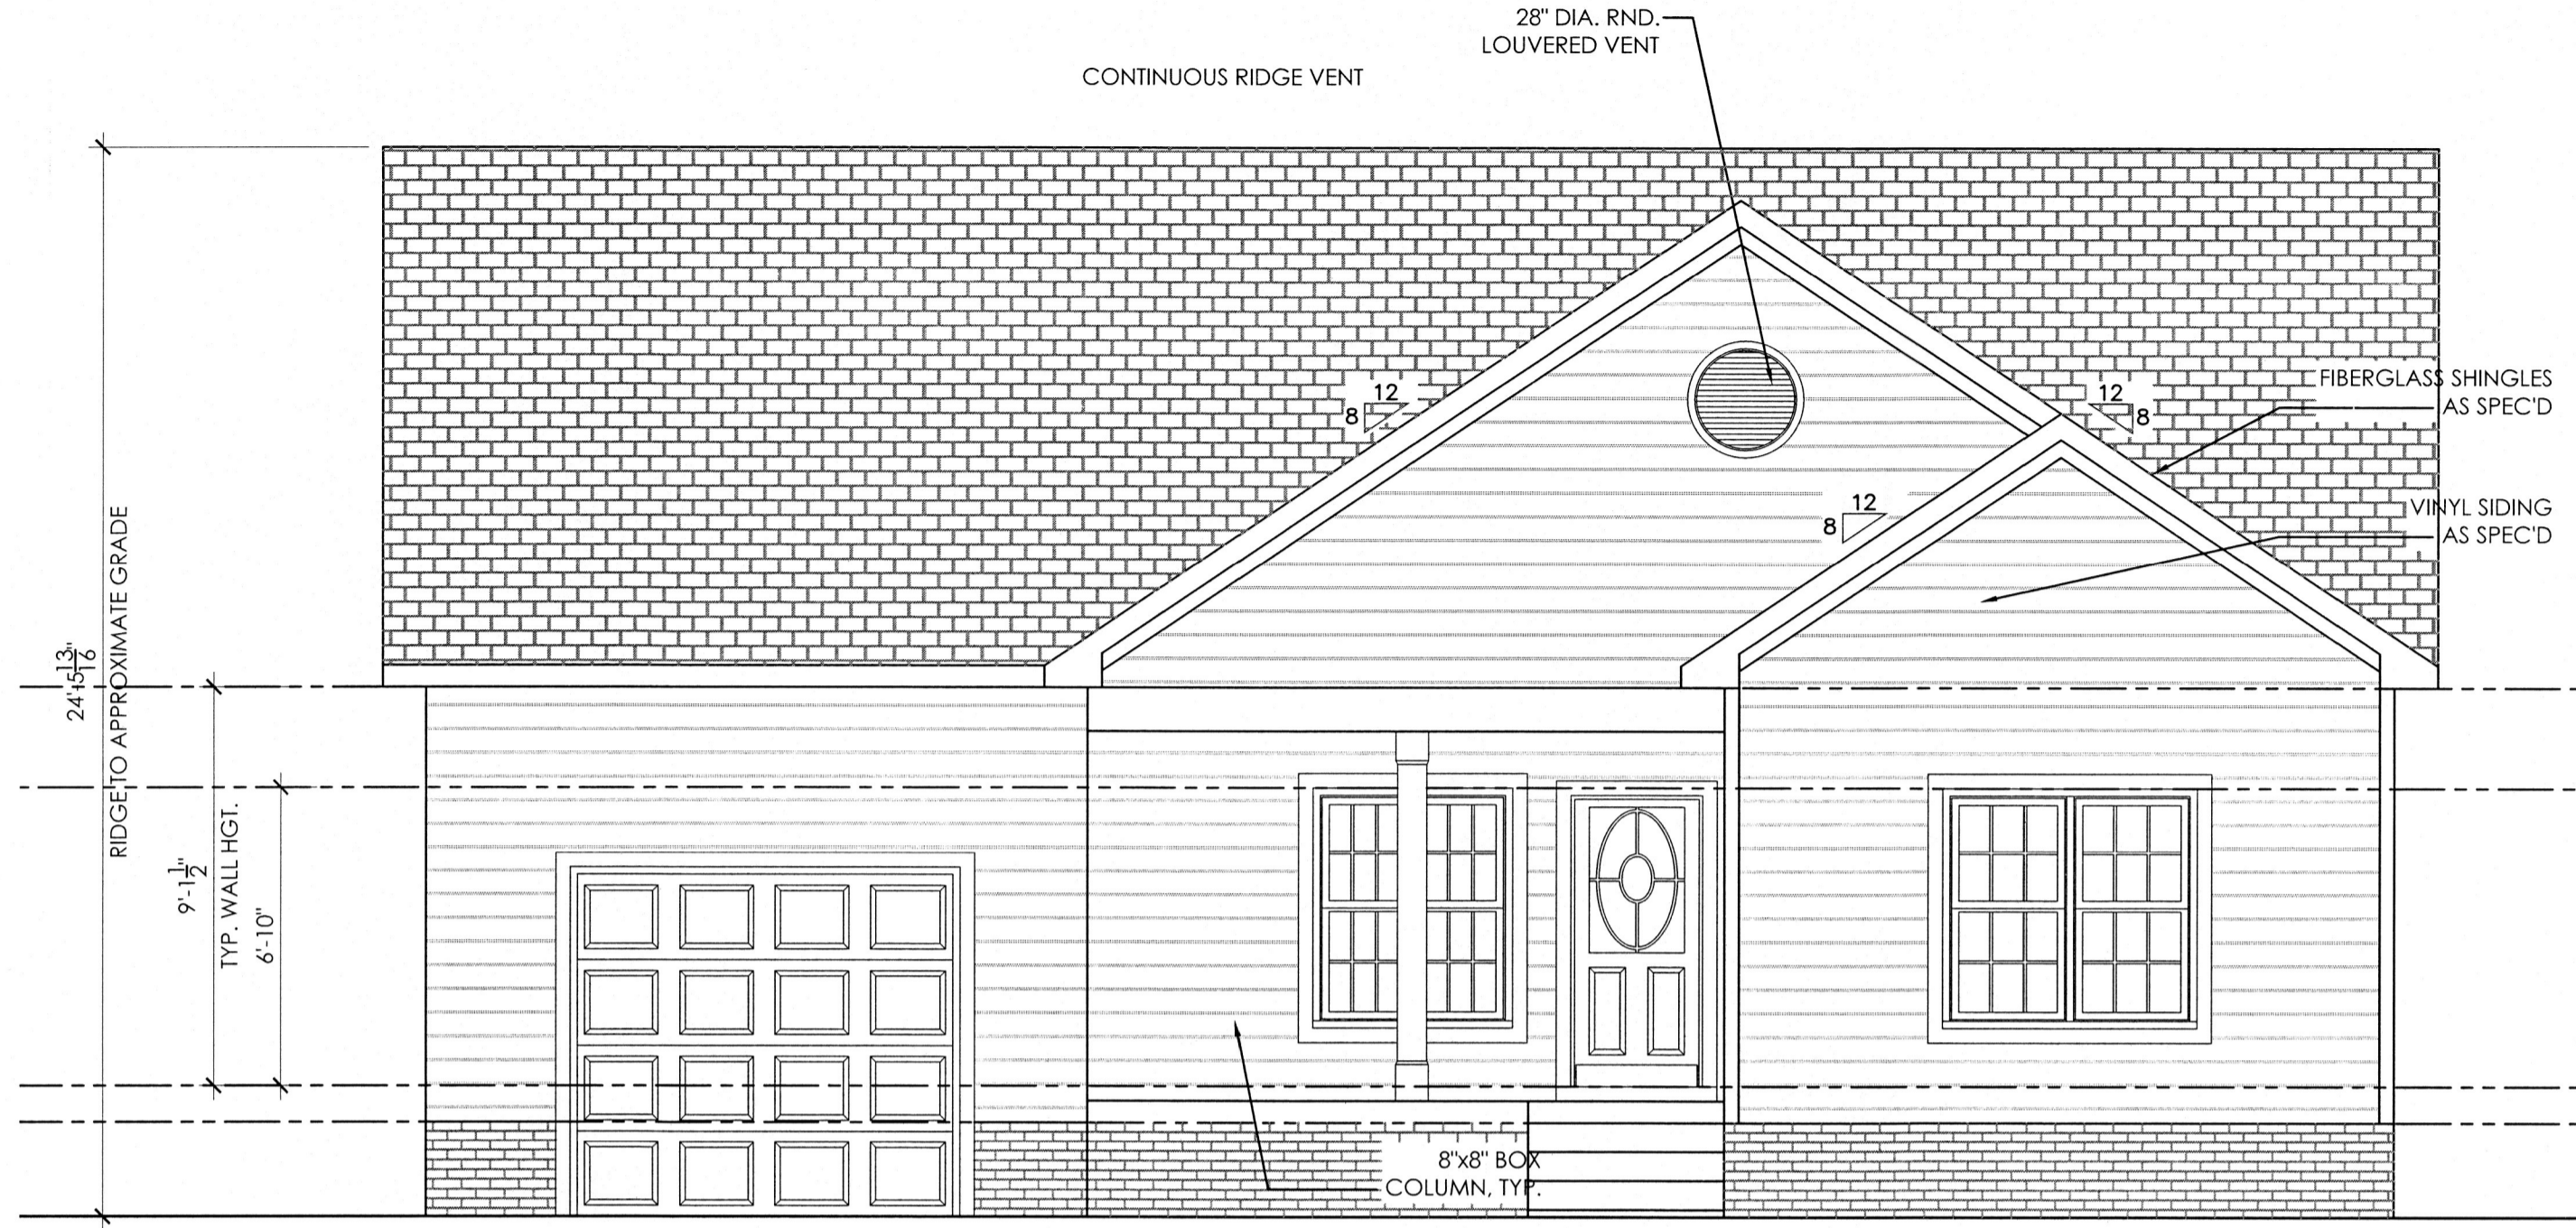 28" DIA. RND.
LOUVERED VENT
CONTINUOUS RIDGE VENT
12
8
12
8
FIBERGLASS SHINGLES
AS SPEC'D
12
8
VINYL SIDING
AS SPEC'D
24'-5 13/16"
RIDGE TO APPROXIMATE GRADE
9'-1 1/2"
TYP. WALL HGT.
6'-10"
8"x8" BOX
COLUMN, TYP.